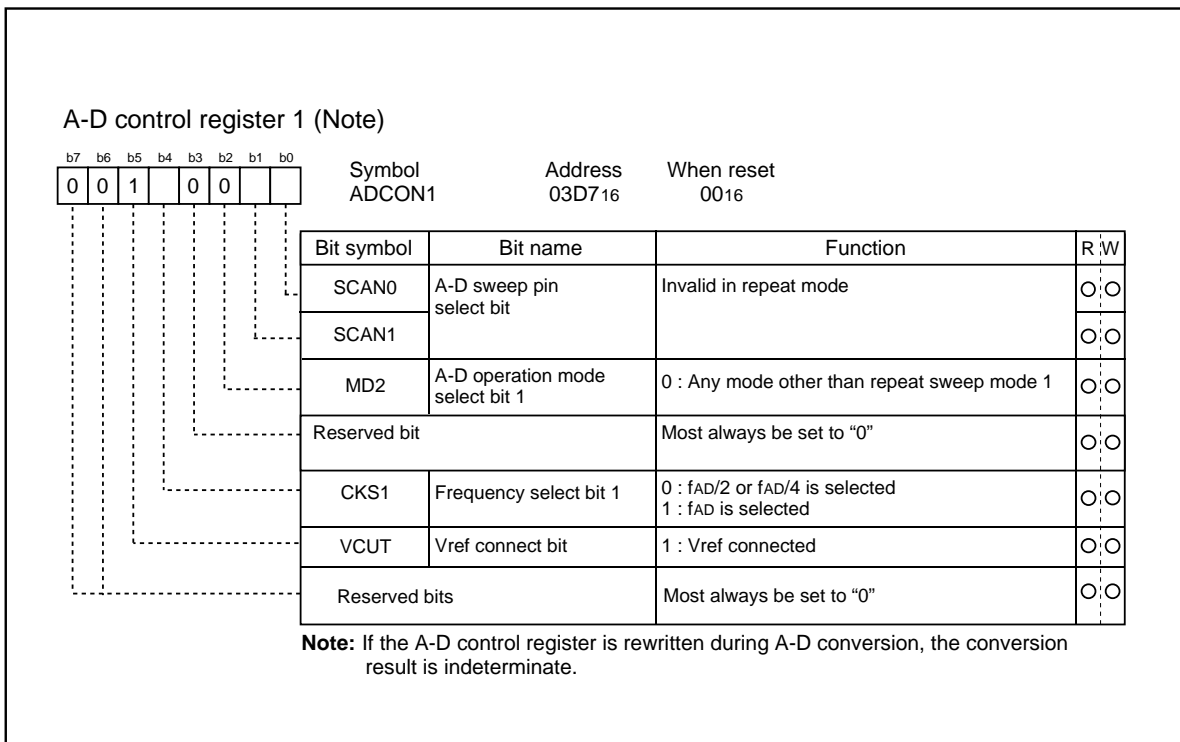 A-D control register 1 (Note)
b7 b6 b5 b4 b3 b2 b1 b0
0 0 1 0 0
Symbol Address When reset
ADCON1 03D716 0016
Bit symbol Bit name Function R W
SCAN0 A-D sweep pin select bit Invalid in repeat mode
SCAN1
MD2 A-D operation mode select bit 1 0 : Any mode other than repeat sweep mode 1
Reserved bit Most always be set to “0”
CKS1 Frequency select bit 1 0 : fAD/2 or fAD/4 is selected
1 : fAD is selected
VCUT Vref connect bit 1 : Vref connected
Reserved bits Most always be set to “0”
Note: If the A-D control register is rewritten during A-D conversion, the conversion
result is indeterminate.